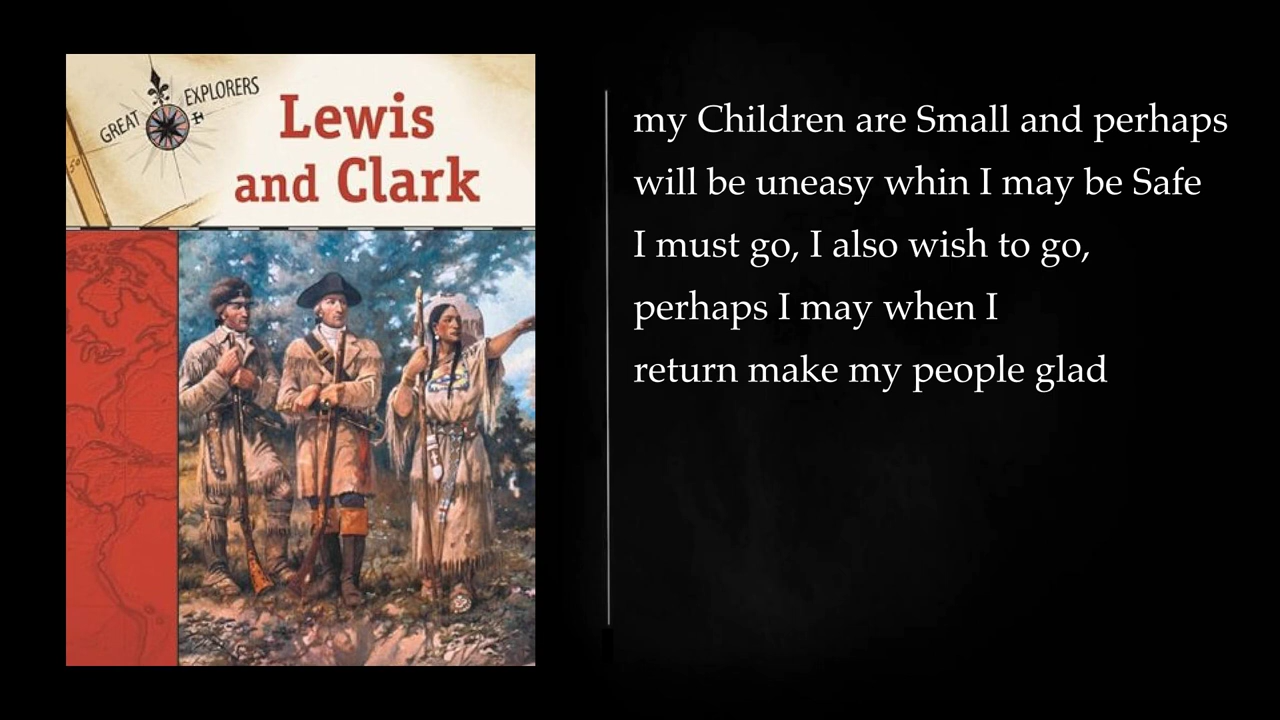 GREAT EXPLORERS
Lewis
and Clark
50
my Children are Small and perhaps
will be uneasy whin I may be Safe
I must go, I also wish to go,
perhaps I may when I
return make my people glad